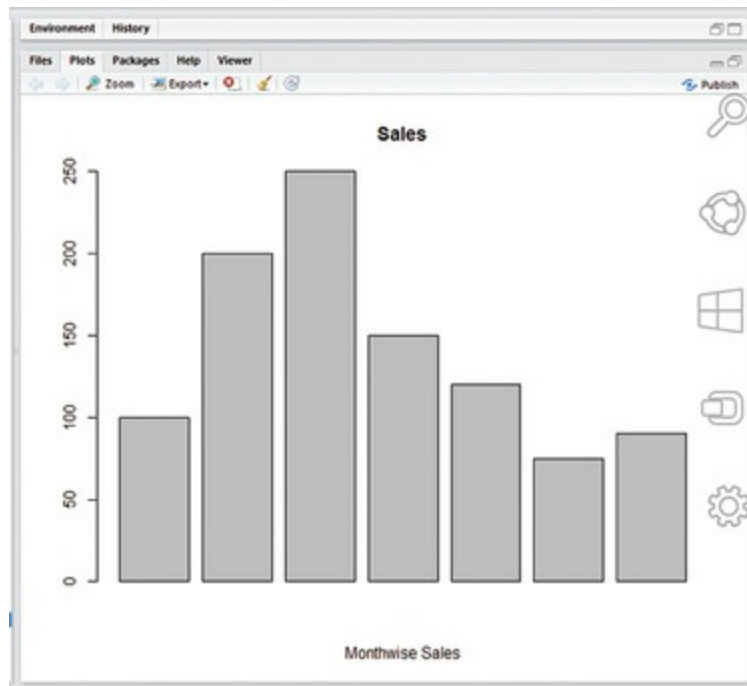 Environment History
Files Plots Packages Help Viewer
Zoom Export Publish
Sales
250
200
150
100
50
0
Monthwise Sales